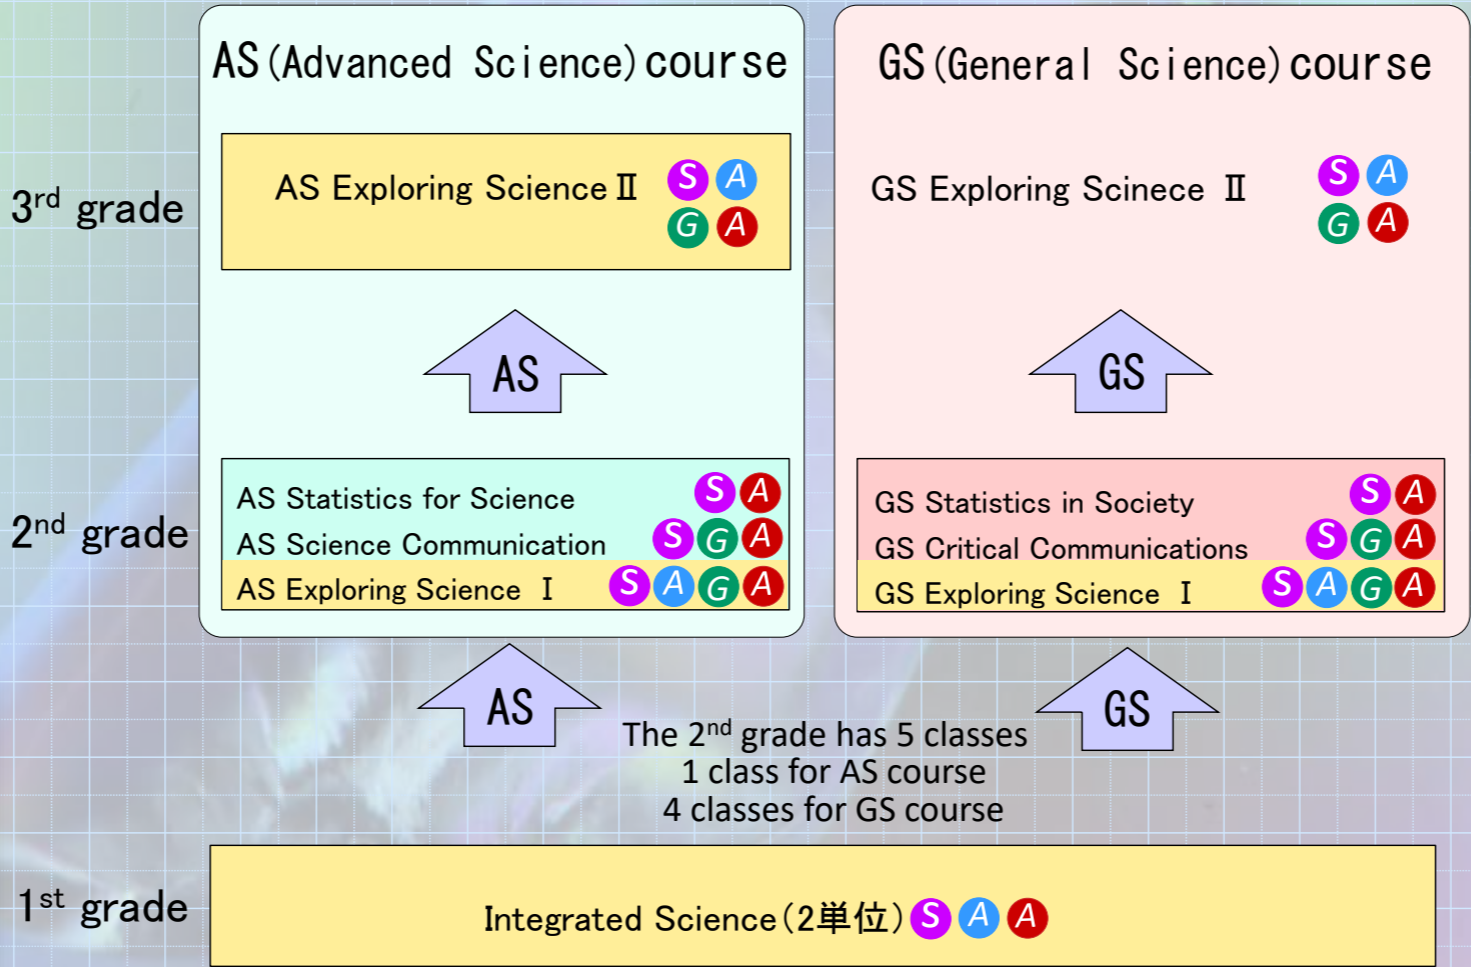 AS(Advanced Science)course
GS(General Science)course
3rd grade
AS Exploring Science Ⅱ S A
G A
GS Exploring Scinece Ⅱ S A
G A
AS
GS
2nd grade
AS Statistics for Science S A
AS Science Communication S G A
AS Exploring Science Ⅰ S A G A
GS Statistics in Society S A
GS Critical Communications S G A
GS Exploring Science Ⅰ S A G A
AS
GS
The 2nd grade has 5 classes
1 class for AS course
4 classes for GS course
1st grade
Integrated Science(2単位) S A A